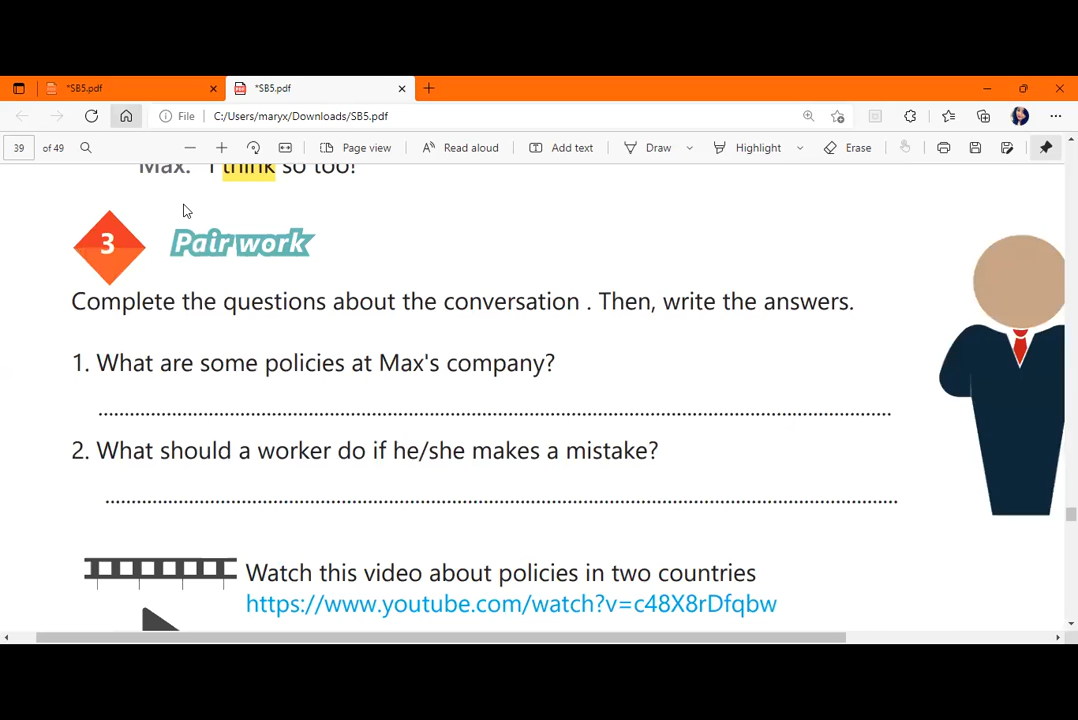 *SB5.pdf
*SB5.pdf
File C:/Users/maryx/Downloads/SB5.pdf
39 of 49 Page view Read aloud Add text Draw Highlight Erase
Max: I think so too!
3 Pair work
Complete the questions about the conversation . Then, write the answers.
1. What are some policies at Max's company?
2. What should a worker do if he/she makes a mistake?
Watch this video about policies in two countries
https://www.youtube.com/watch?v=c48X8rDfqbw